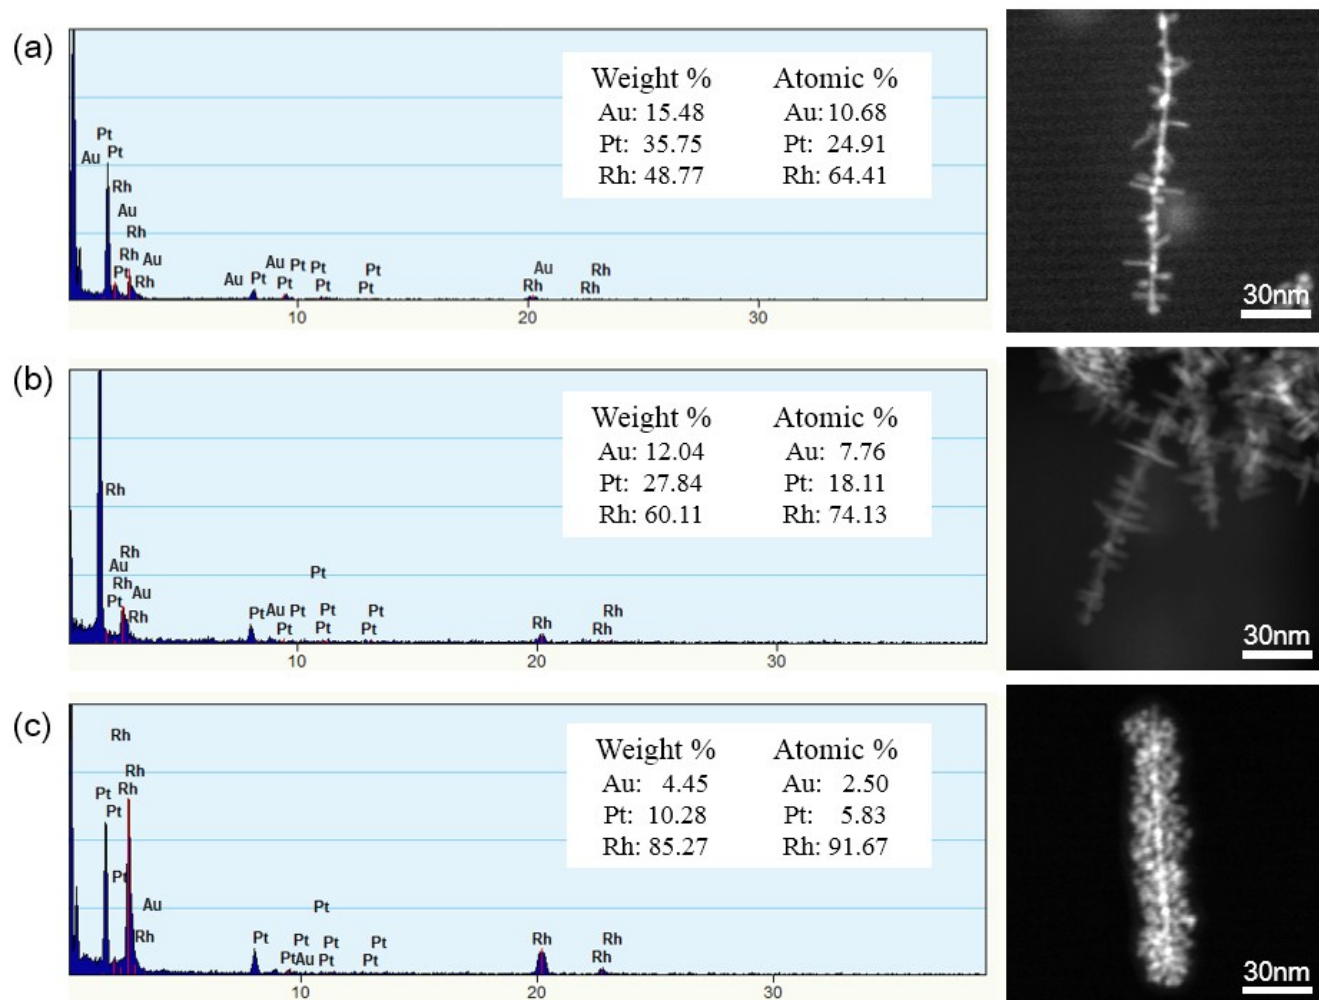 (a)
Pt
Au Pt
Rh
Au
Rh
Rh Au
Pt Rh
Au Pt Au Pt Pt Pt
Pt Pt Pt
Au Rh
Rh Rh
10 20 30
Weight % Atomic %
Au: 15.48 Au: 10.68
Pt: 35.75 Pt: 24.91
Rh: 48.77 Rh: 64.41
30nm
(b)
Rh
Rh
Au
Rh Au
Pt Rh
Pt
Pt Au Pt Pt Pt
Pt Pt Pt
Rh Rh
Rh
10 20 30
Weight % Atomic %
Au: 12.04 Au: 7.76
Pt: 27.84 Pt: 18.11
Rh: 60.11 Rh: 74.13
30nm
(c)
Rh
Rh
Pt Rh
Pt
Pt
Au
Rh
Pt
Pt Pt Pt Pt
Pt Au Pt Pt
Rh Rh
Rh
10 20 30
Weight % Atomic %
Au: 4.45 Au: 2.50
Pt: 10.28 Pt: 5.83
Rh: 85.27 Rh: 91.67
30nm